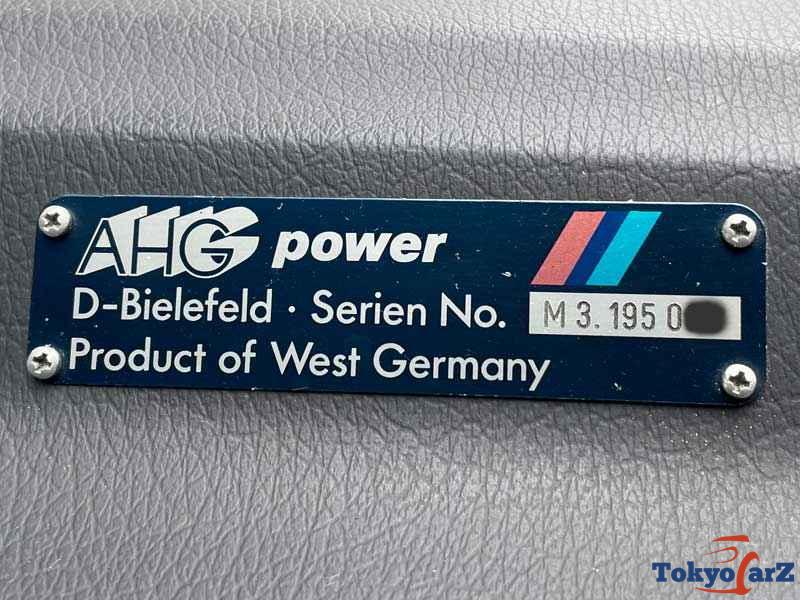 AHG power
D-Bielefeld · Serien No. M 3. 195 0
Product of West Germany
TokyoCarZ